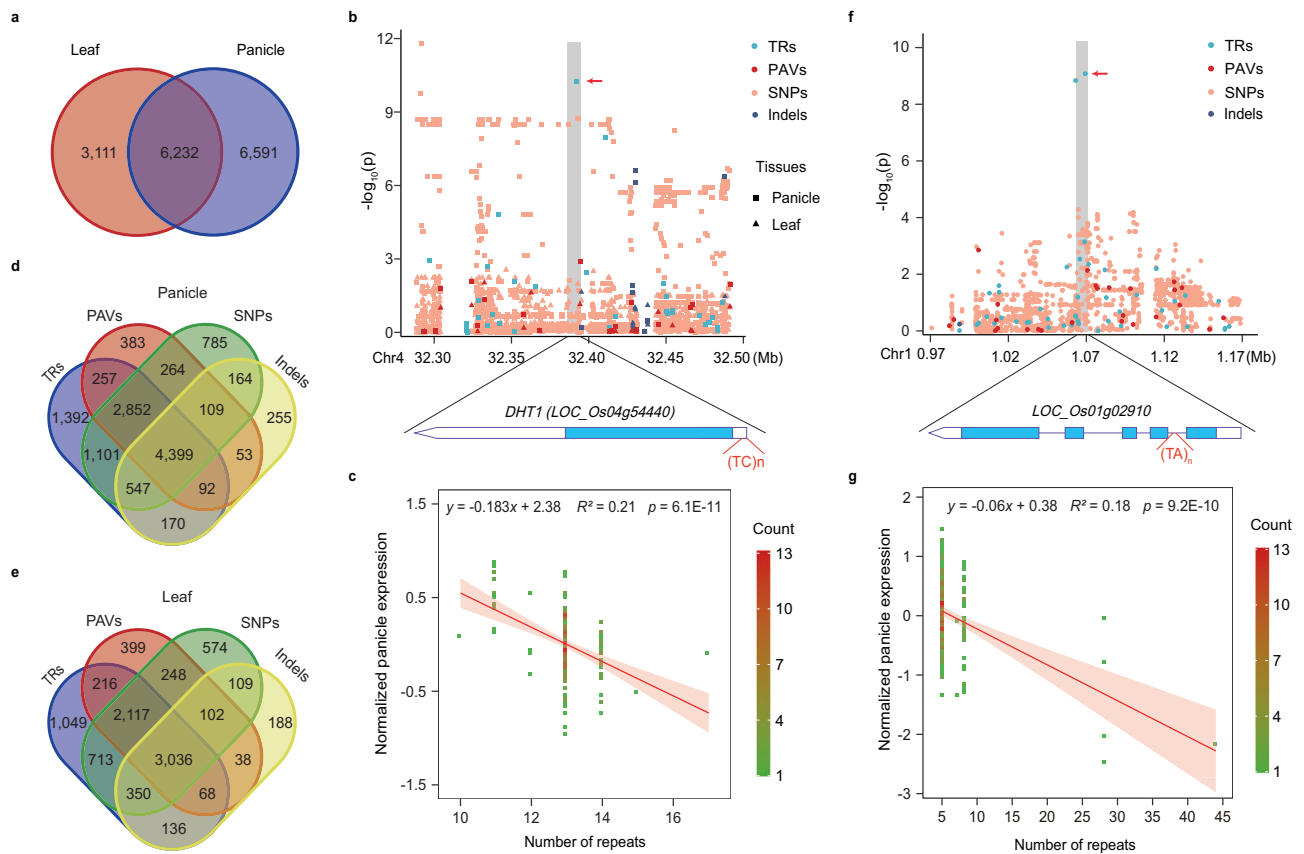 a
Leaf
Panicle
3,111
6,232
6,591
b
12
9
6
3
0
-log10(p)
TRs
PAVs
SNPs
Indels
Tissues
Panicle
Leaf
Chr4
32.30
32.35
32.40
32.45
32.50 (Mb)
DHT1 (LOC_Os04g54440)
(TC)n
f
10
8
6
4
2
0
-log10(p)
TRs
PAVs
SNPs
Indels
Chr1 0.97
1.02
1.07
1.12
1.17(Mb)
LOC_Os01g02910
(TA)n
d
Panicle
PAVs
SNPs
TRs
Indels
383
785
257
264
164
1,392
2,852
109
255
1,101
4,399
53
547
92
170
e
Leaf
PAVs
SNPs
TRs
Indels
399
574
216
248
109
1,049
2,117
102
188
713
3,036
38
350
68
136
c
y = -0.183x + 2.38 R² = 0.21 p = 6.1E-11
1.5
0.5
-0.5
-1.5
Normalized panicle expression
10
12
14
16
Number of repeats
Count
13
10
7
4
1
g
y = -0.06x + 0.38 R² = 0.18 p = 9.2E-10
2
1
0
-1
-2
-3
Normalized panicle expression
5
10
15
20
25
30
35
40
45
Number of repeats
Count
13
10
7
4
1